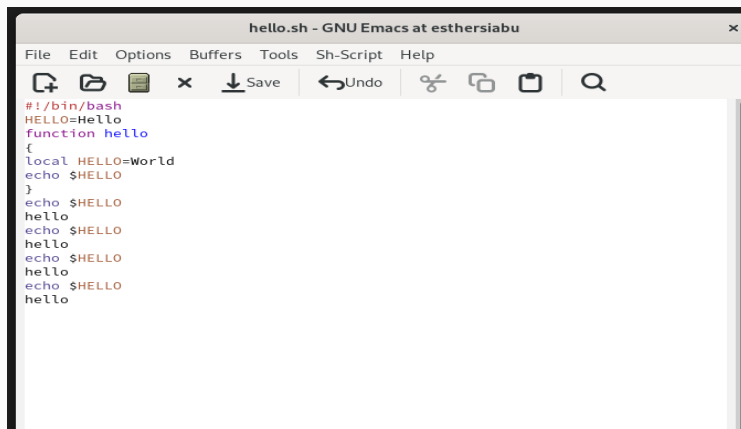 hello.sh - GNU Emacs at esthersiabu
File Edit Options Buffers Tools Sh-Script Help
Save Undo
#!/bin/bash
HELLO=Hello
function hello
{
local HELLO=World
echo $HELLO
}
echo $HELLO
hello
echo $HELLO
hello
echo $HELLO
hello
echo $HELLO
hello